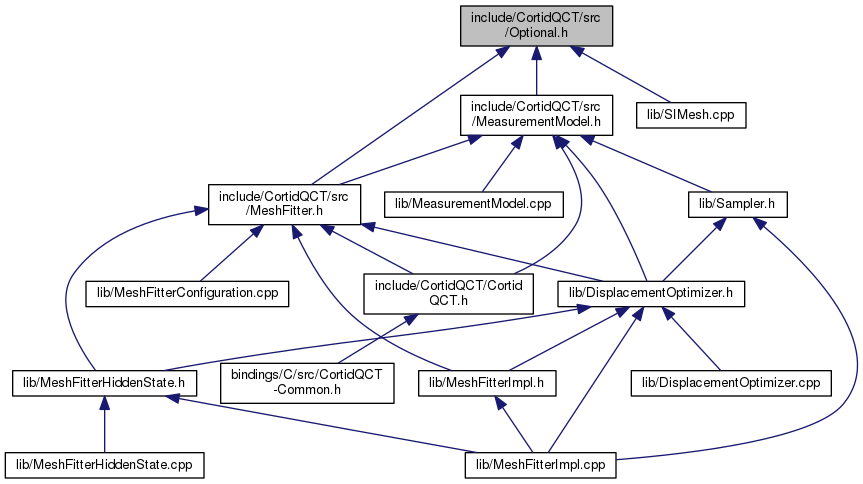 include/CortidQCT/src
/Optional.h
include/CortidQCT/src
/MeasurementModel.h
lib/SIMesh.cpp
include/CortidQCT/src
/MeshFitter.h
lib/MeasurementModel.cpp
lib/Sampler.h
lib/MeshFitterConfiguration.cpp
include/CortidQCT/Cortid
QCT.h
lib/DisplacementOptimizer.h
lib/MeshFitterHiddenState.h
bindings/C/src/CortidQCT
-Common.h
lib/MeshFitterImpl.h
lib/DisplacementOptimizer.cpp
lib/MeshFitterHiddenState.cpp
lib/MeshFitterImpl.cpp